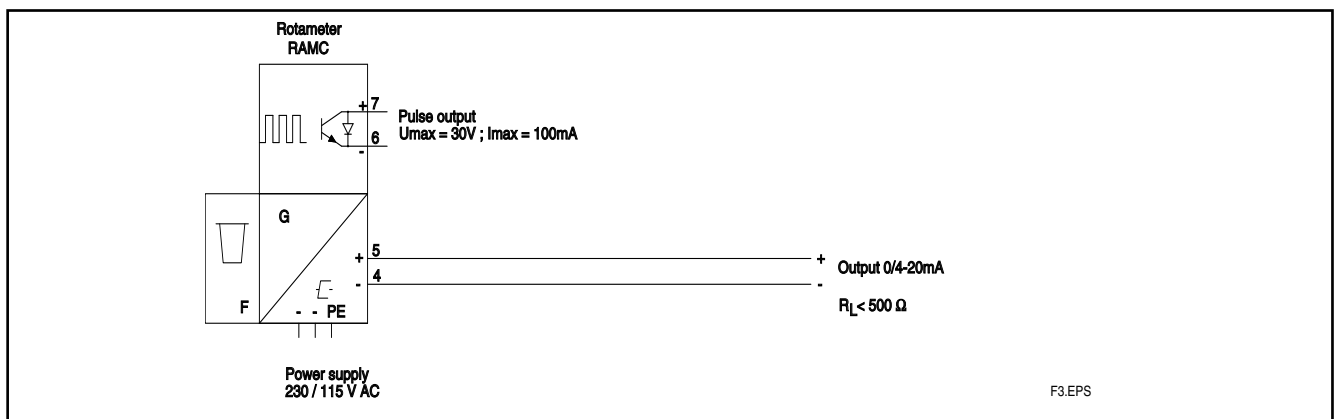 Rotameter
RAMC
+ 7
Pulse output
Umax = 30V ; Imax = 100mA
6
-
G
+ 5
+ Output 0/4-20mA
- 4
-
RL< 500 Ω
F
- - PE
Power supply
230 / 115 V AC
F3.EPS